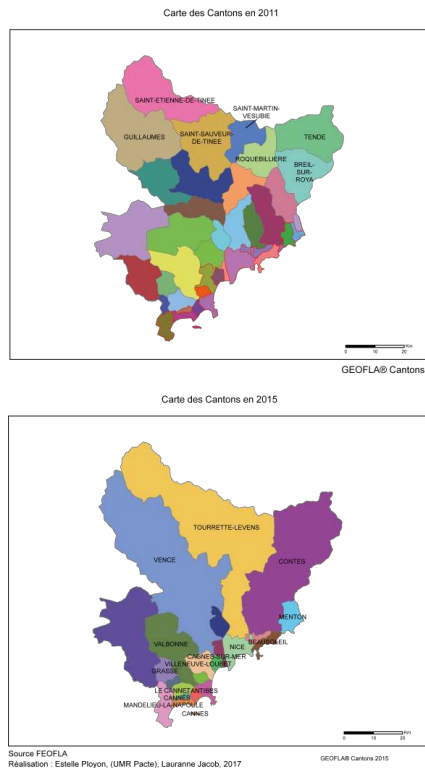 Carte des Cantons en 2011
SAINT-ETIENNE-DE-TINEE
SAINT-MARTIN-
VESUBIE
GUILLAUMES
SAINT-SAUVEUR-
DE-TINEE
TENDE
ROQUEBILLIERE
BREIL-
SUR-
ROYA
0 10 20
GEOFLA® Cantons
Carte des Cantons en 2015
TOURRETTE-LEVENS
VENCE
CONTES
MENTON
BEAUSOLEIL
VALBONNE
NICE
CAGNES-SUR-MER
VILLENEUVE-LOUBET
GRASSE
LE CANNET
ANTIBES
CANNES
MANDELIEU-LA-NAPOULE
CANNES
0 10 20
Source FEOFLA
Réalisation : Estelle Ployon, (UMR Pacte), Lauranne Jacob, 2017
GEOFLA® Cantons 2015